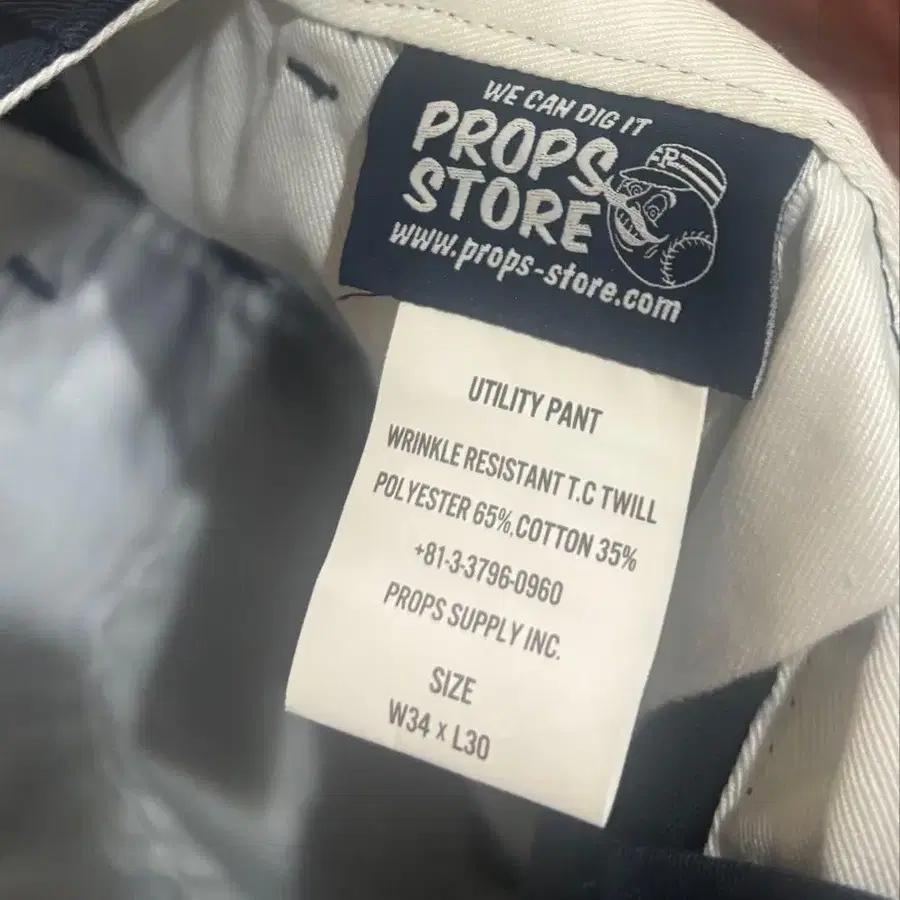 WE CAN DIG IT
PROPS
STORE
www.props-store.com
P
UTILITY PANT
WRINKLE RESISTANT T.C TWILL
POLYESTER 65%,COTTON 35%
+81-3-3796-0960
PROPS SUPPLY INC.
SIZE
W34 x L30